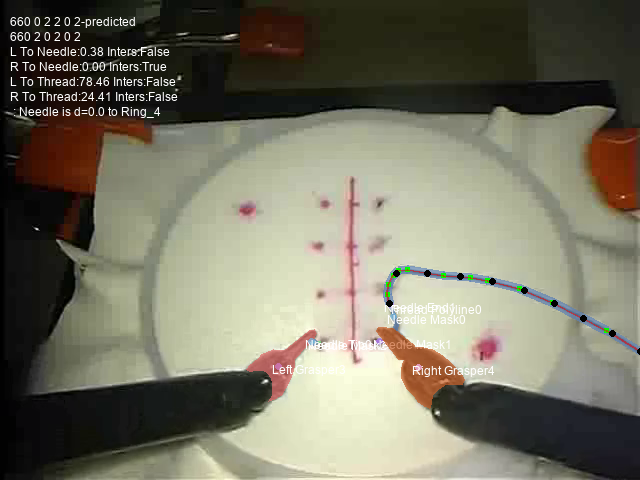 660 0 2 2 0 2-predicted
660 2 0 2 0 2
L To Needle:0.38 Inters:False
R To Needle:0.00 Inters:True
L To Thread:78.46 Inters:False
R To Thread:24.41 Inters:False
: Needle is d=0.0 to Ring_4
Needle End1
Thread Polyline0
Needle Mask0
Needle Mask1
Left Grasper
Right Grasper4